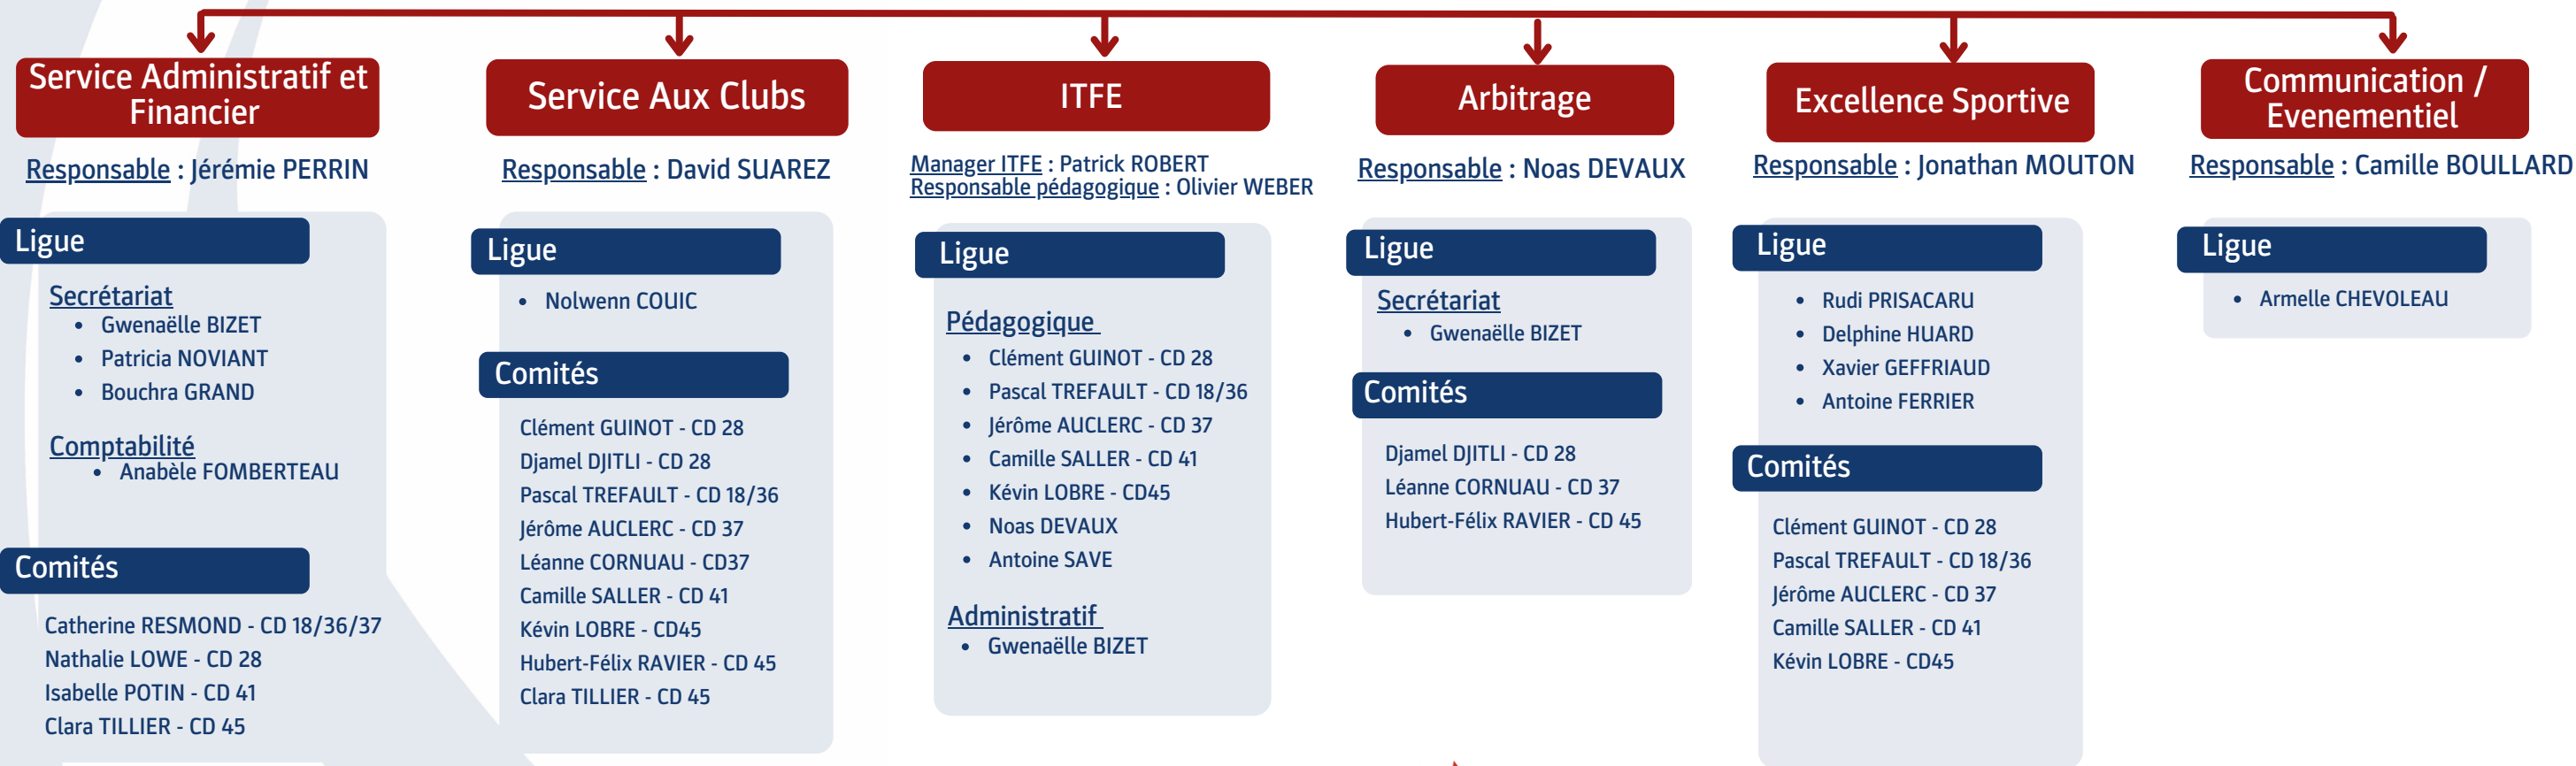 Service Administratif et
Financier
Responsable : Jérémie PERRIN
Ligue
Secrétariat
• Gwenaëlle BIZET
• Patricia NOVIANT
• Bouchra GRAND
Comptabilité
• Anabèle FOMBERTEAU
Comités
Catherine RESMOND - CD 18/36/37
Nathalie LOWE - CD 28
Isabelle POTIN - CD 41
Clara TILLIER - CD 45
Service Aux Clubs
Responsable : David SUAREZ
Ligue
• Nolwenn COUIC
Comités
Clément GUINOT - CD 28
Djamel DJITLI - CD 28
Pascal TREFAULT - CD 18/36
Jérôme AUCLERC - CD 37
Léanne CORNUAU - CD37
Camille SALLER - CD 41
Kévin LOBRE - CD45
Hubert-Félix RAVIER - CD 45
Clara TILLIER - CD 45
ITFE
Manager ITFE : Patrick ROBERT
Responsable pédagogique : Olivier WEBER
Ligue
Pédagogique
• Clément GUINOT - CD 28
• Pascal TREFAULT - CD 18/36
• Jérôme AUCLERC - CD 37
• Camille SALLER - CD 41
• Kévin LOBRE - CD45
• Noas DEVAUX
• Antoine SAVE
Administratif
• Gwenaëlle BIZET
Arbitrage
Responsable : Noas DEVAUX
Ligue
Secrétariat
• Gwenaëlle BIZET
Comités
Djamel DJITLI - CD 28
Léanne CORNUAU - CD 37
Hubert-Félix RAVIER - CD 45
Excellence Sportive
Responsable : Jonathan MOUTON
Ligue
• Rudi PRISACARU
• Delphine HUARD
• Xavier GEFFRIAUD
• Antoine FERRIER
Comités
Clément GUINOT - CD 28
Pascal TREFAULT - CD 18/36
Jérôme AUCLERC - CD 37
Camille SALLER - CD 41
Kévin LOBRE - CD45
Communication /
Evenementiel
Responsable : Camille BOULLARD
Ligue
• Armelle CHEVOLEAU